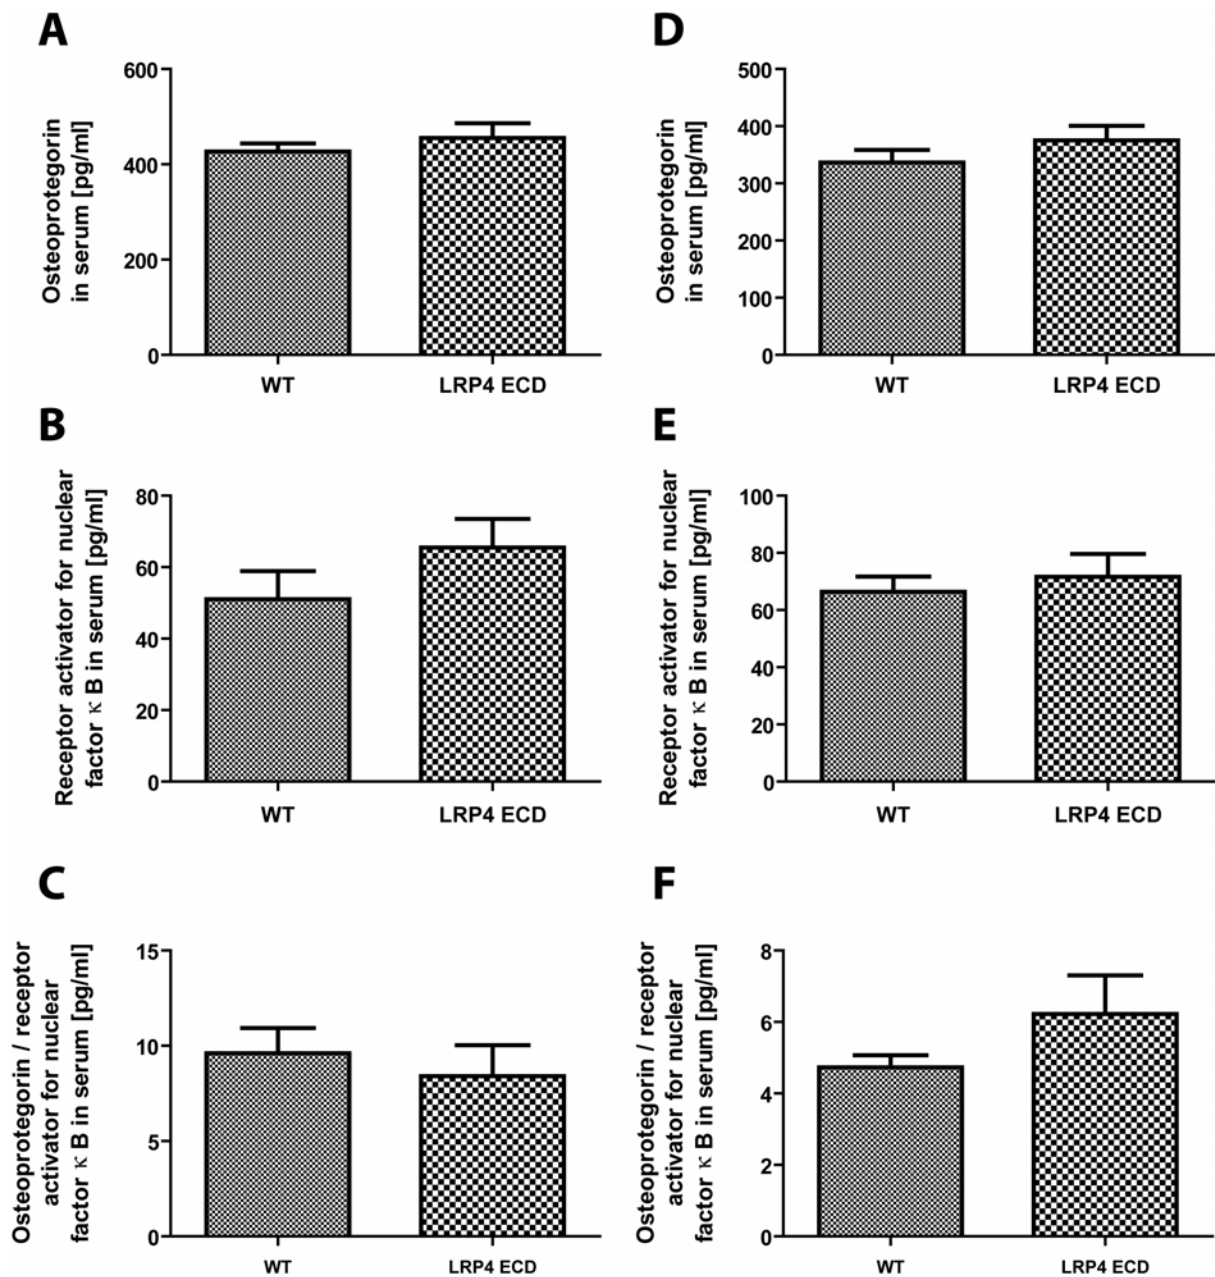 A
Osteoprotegorin
in serum [pg/ml]
600
400
200
0
WT
LRP4 ECD
D
Osteoprotegorin
in serum [pg/ml]
500
400
300
200
100
0
WT
LRP4 ECD
B
Receptor activator for nuclear
factor κ B in serum [pg/ml]
80
60
40
20
0
WT
LRP4 ECD
E
Receptor activator for nuclear
factor κ B in serum [pg/ml]
100
80
60
40
20
0
WT
LRP4 ECD
C
Osteoprotegorin / receptor
activator for nuclear
factor κ B in serum [pg/ml]
15
10
5
0
WT
LRP4 ECD
F
Osteoprotegorin / receptor
activator for nuclear
factor κ B in serum [pg/ml]
8
6
4
2
0
WT
LRP4 ECD